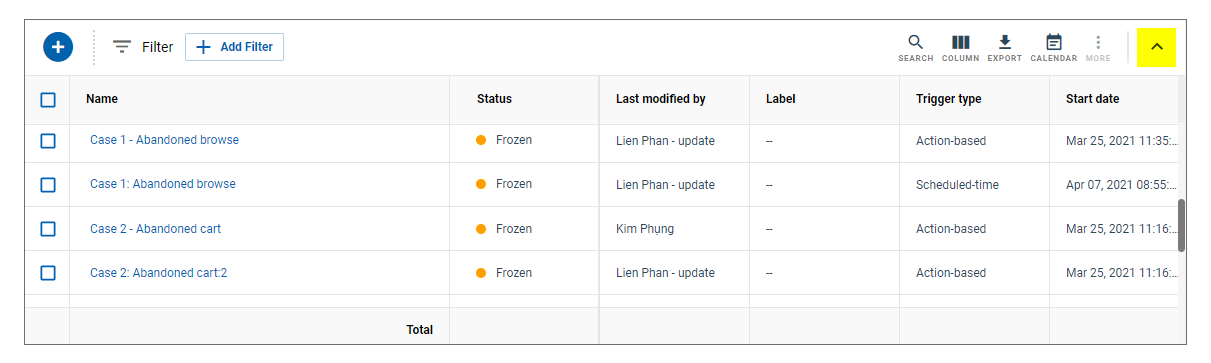 Filter Add Filter SEARCH COLUMN EXPORT CALENDAR MORE
Name Status Last modified by Label Trigger type Start date
Case 1 - Abandoned browse Frozen Lien Phan - update -- Action-based Mar 25, 2021 11:35:...
Case 1: Abandoned browse Frozen Lien Phan - update -- Scheduled-time Apr 07, 2021 08:55:...
Case 2 - Abandoned cart Frozen Kim Phụng -- Action-based Mar 25, 2021 11:16:...
Case 2: Abandoned cart:2 Frozen Lien Phan - update -- Action-based Mar 25, 2021 11:16:...
Total